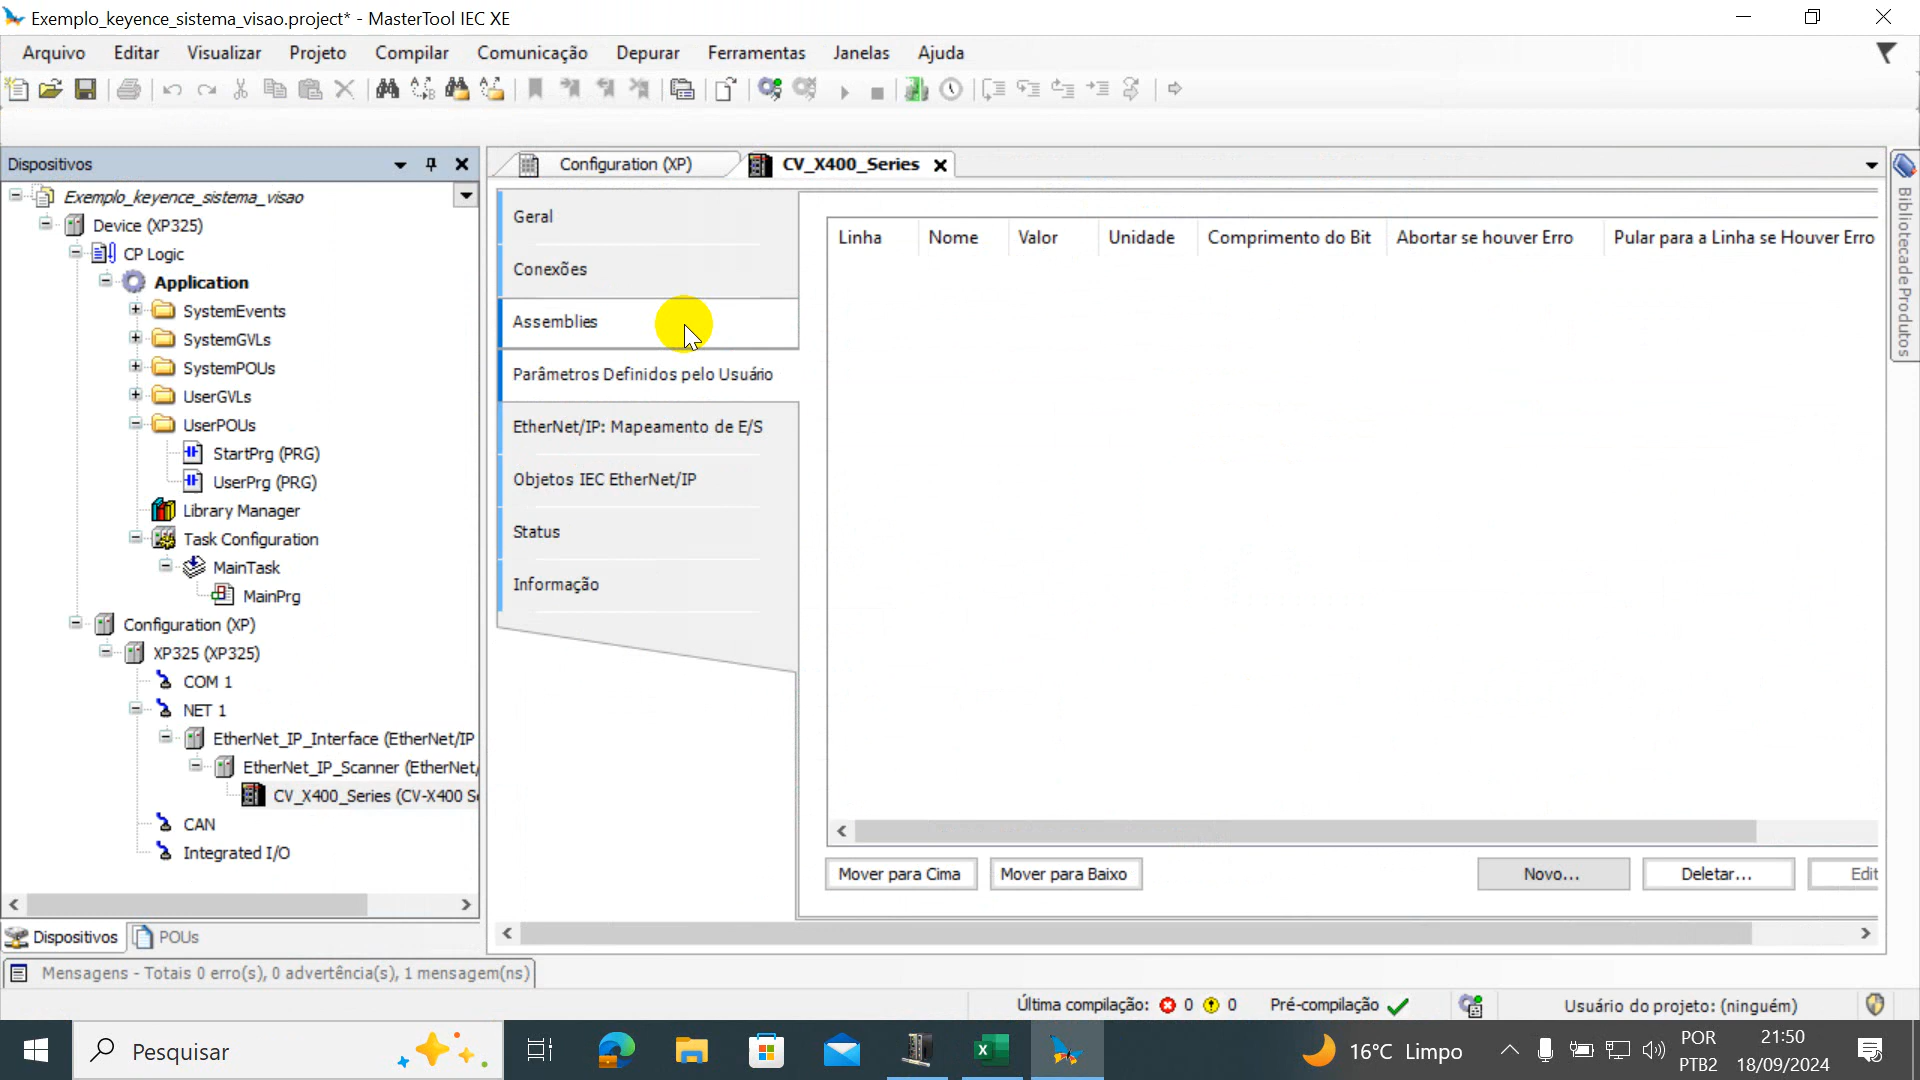 Exemplo_keyence_sistema_visao.project* - MasterTool IEC XE
Arquivo Editar Visualizar Projeto Compilar Comunicação Depurar Ferramentas Janelas Ajuda
Dispositivos
Exemplo_keyence_sistema_visao
Device (XP325)
CP Logic
Application
SystemEvents
SystemGVLs
SystemPOUs
UserGVLs
UserPOUs
StartPrg (PRG)
UserPrg (PRG)
Library Manager
Task Configuration
MainTask
MainPrg
Configuration (XP)
XP325 (XP325)
COM 1
NET 1
EtherNet_IP_Interface (EtherNet/IP
EtherNet_IP_Scanner (EtherNet/
CV_X400_Series (CV-X400 Se
CAN
Integrated I/O
Dispositivos POUs
Configuration (XP) CV_X400_Series
Geral
Conexões
Assemblies
Parâmetros Definidos pelo Usuário
EtherNet/IP: Mapeamento de E/S
Objetos IEC EtherNet/IP
Status
Informação
Linha Nome Valor Unidade Comprimento do Bit Abortar se houver Erro Pular para a Linha se Houver Erro
Mover para Cima Mover para Baixo Novo... Deletar... Edit
Biblioteca de Produtos
Mensagens - Totais 0 erro(s), 0 advertência(s), 1 mensagem(ns)
Última compilação: 0 0 Pré-compilação Usuário do projeto: (ninguém)
Pesquisar
16°C Limpo
POR
PTB2
21:50
18/09/2024